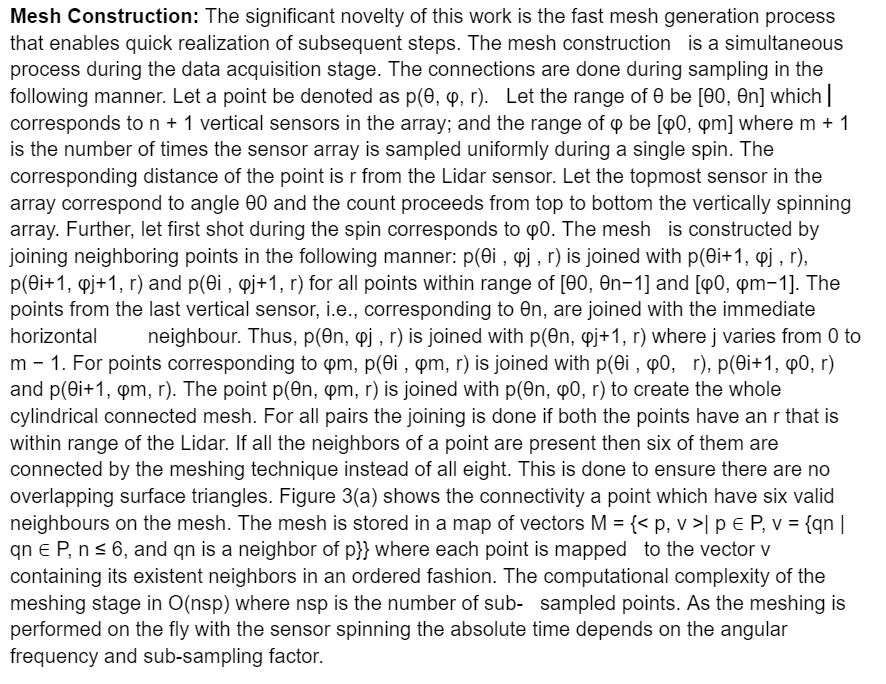 Mesh Construction: The significant novelty of this work is the fast mesh generation process
that enables quick realization of subsequent steps. The mesh construction is a simultaneous
process during the data acquisition stage. The connections are done during sampling in the
following manner. Let a point be denoted as p(θ, φ, r). Let the range of θ be [θ0, θn] which
corresponds to n + 1 vertical sensors in the array; and the range of φ be [φ0, φm] where m + 1
is the number of times the sensor array is sampled uniformly during a single spin. The
corresponding distance of the point is r from the Lidar sensor. Let the topmost sensor in the
array correspond to angle θ0 and the count proceeds from top to bottom the vertically spinning
array. Further, let first shot during the spin corresponds to φ0. The mesh is constructed by
joining neighboring points in the following manner: p(θi , φj , r) is joined with p(θi+1, φj , r),
p(θi+1, φj+1, r) and p(θi , φj+1, r) for all points within range of [θ0, θn−1] and [φ0, φm−1]. The
points from the last vertical sensor, i.e., corresponding to θn, are joined with the immediate
horizontal neighbour. Thus, p(θn, φj , r) is joined with p(θn, φj+1, r) where j varies from 0 to
m − 1. For points corresponding to φm, p(θi , φm, r) is joined with p(θi , φ0, r), p(θi+1, φ0, r)
and p(θi+1, φm, r). The point p(θn, φm, r) is joined with p(θn, φ0, r) to create the whole
cylindrical connected mesh. For all pairs the joining is done if both the points have an r that is
within range of the Lidar. If all the neighbors of a point are present then six of them are
connected by the meshing technique instead of all eight. This is done to ensure there are no
overlapping surface triangles. Figure 3(a) shows the connectivity a point which have six valid
neighbours on the mesh. The mesh is stored in a map of vectors M = {< p, v >| p ∈ P, v = {qn |
qn ∈ P, n ≤ 6, and qn is a neighbor of p}} where each point is mapped to the vector v
containing its existent neighbors in an ordered fashion. The computational complexity of the
meshing stage in O(nsp) where nsp is the number of sub- sampled points. As the meshing is
performed on the fly with the sensor spinning the absolute time depends on the angular
frequency and sub-sampling factor.